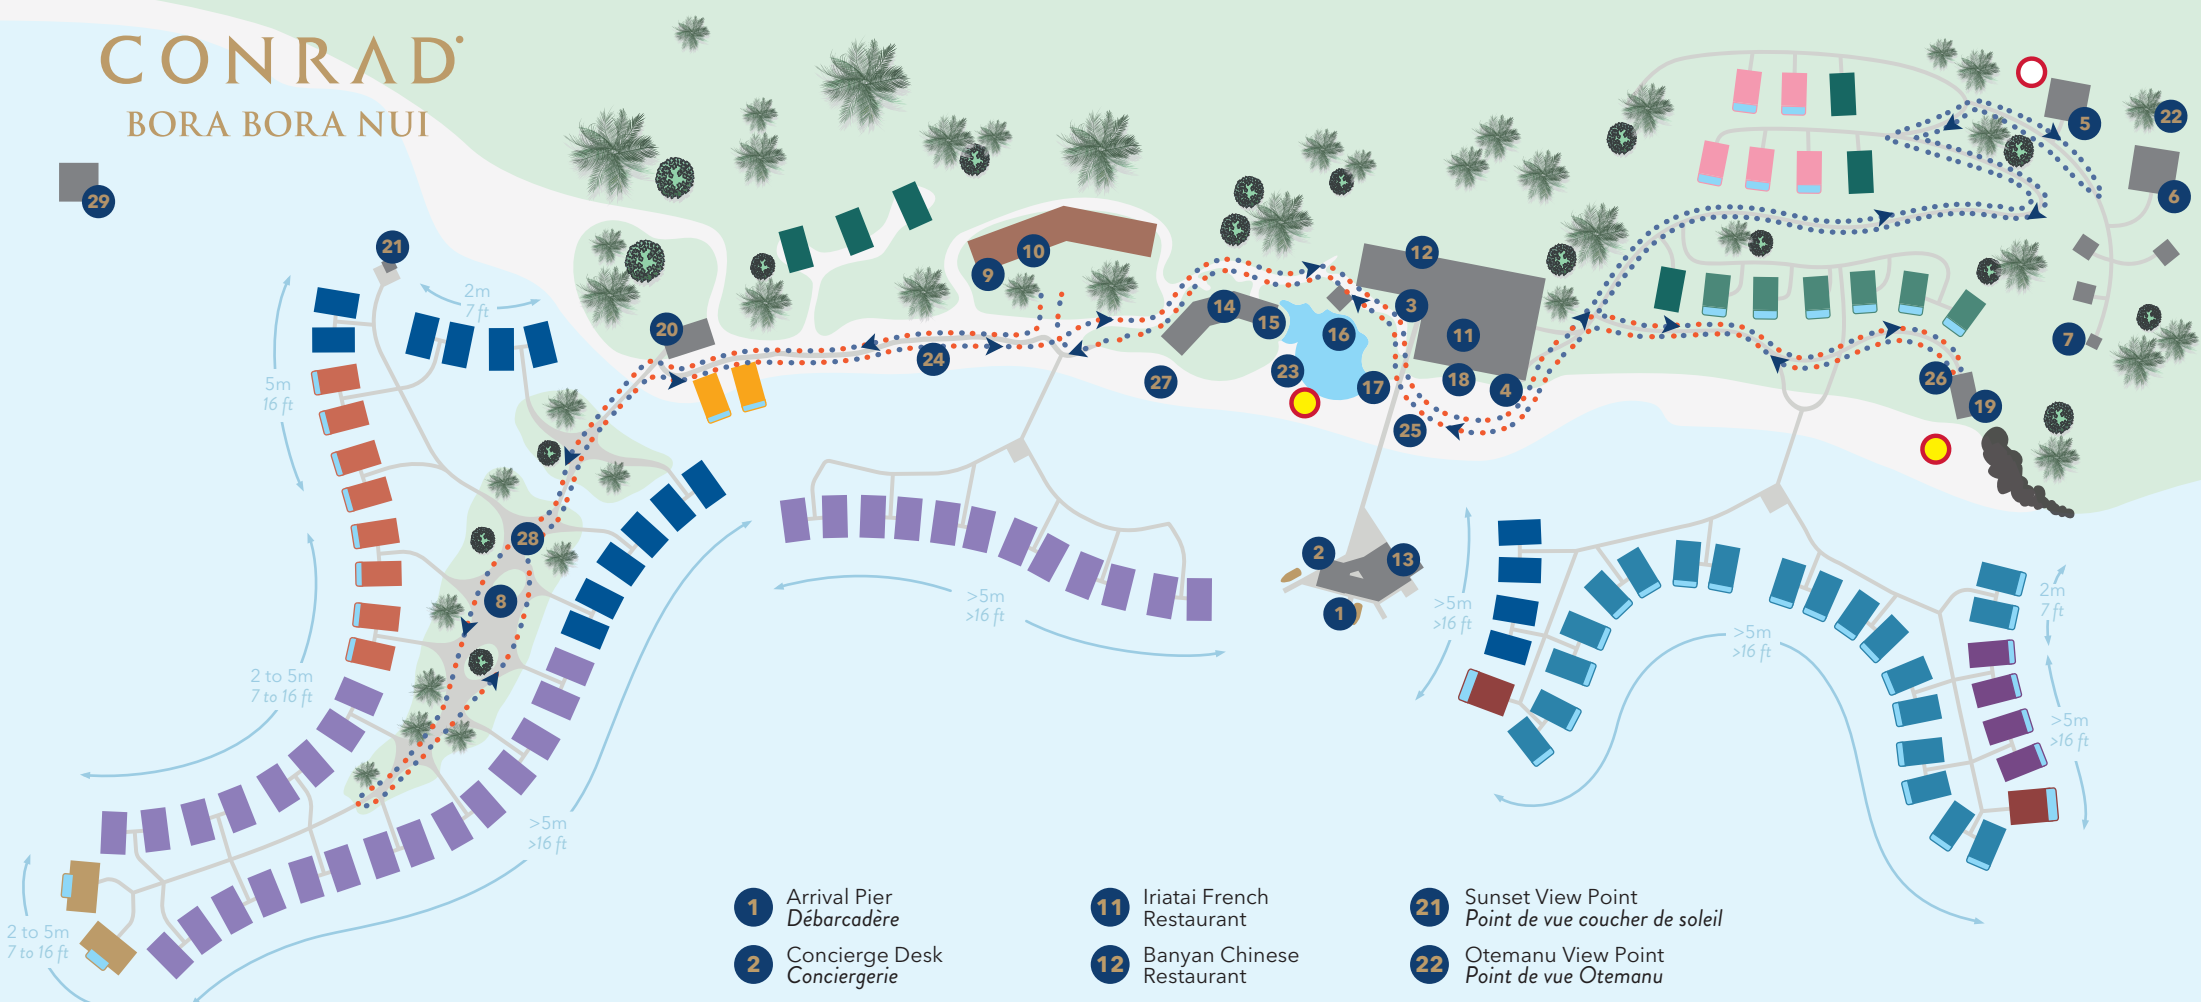 CONRAD
BORA BORA NUI
29
21
2m
7 ft
5m
16 ft
20
24
9
10
27
14
15
16
23
17
12
3
11
18
4
25
5
22
6
7
26
19
28
8
2 to 5m
7 to 16 ft
>5m
>16 ft
2 to 5m
7 to 16 ft
>5m
>16 ft
2
13
1
>5m
>16 ft
>5m
>16 ft
2m
7 ft
>5m
>16 ft
1 Arrival Pier
Débarcadère
2 Concierge Desk
Conciergerie
11 Iriatai French
Restaurant
12 Banyan Chinese
Restaurant
21 Sunset View Point
Point de vue coucher de soleil
22 Otemanu View Point
Point de vue Otemanu